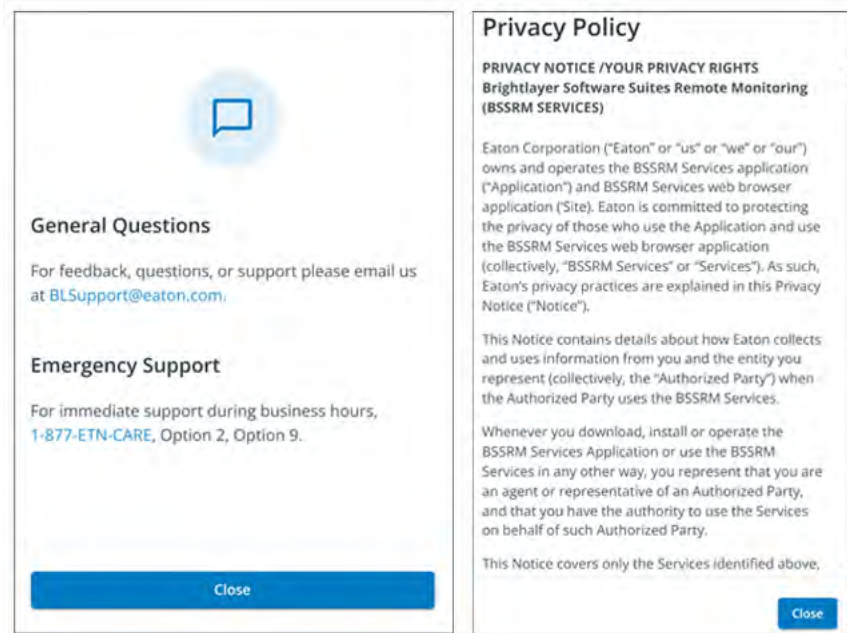 General Questions
For feedback, questions, or support please email us
at BLSupport@eaton.com.
Emergency Support
For immediate support during business hours,
1-877-ETN-CARE, Option 2, Option 9.
Close
Privacy Policy
PRIVACY NOTICE /YOUR PRIVACY RIGHTS
Brightlayer Software Suites Remote Monitoring
(BSSRM SERVICES)
Eaton Corporation ("Eaton" or "us" or "we" or "our")
owns and operates the BSSRM Services application
("Application") and BSSRM Services web browser
application ('Site). Eaton is committed to protecting
the privacy of those who use the Application and use
the BSSRM Services web browser application
(collectively, "BSSRM Services" or "Services"). As such,
Eaton's privacy practices are explained in this Privacy
Notice ("Notice").
This Notice contains details about how Eaton collects
and uses information from you and the entity you
represent (collectively, the "Authorized Party") when
the Authorized Party uses the BSSRM Services.
Whenever you download, install or operate the
BSSRM Services Application or use the BSSRM
Services in any other way, you represent that you are
an agent or representative of an Authorized Party,
and that you have the authority to use the Services
on behalf of such Authorized Party.
This Notice covers only the Services identified above,
Close